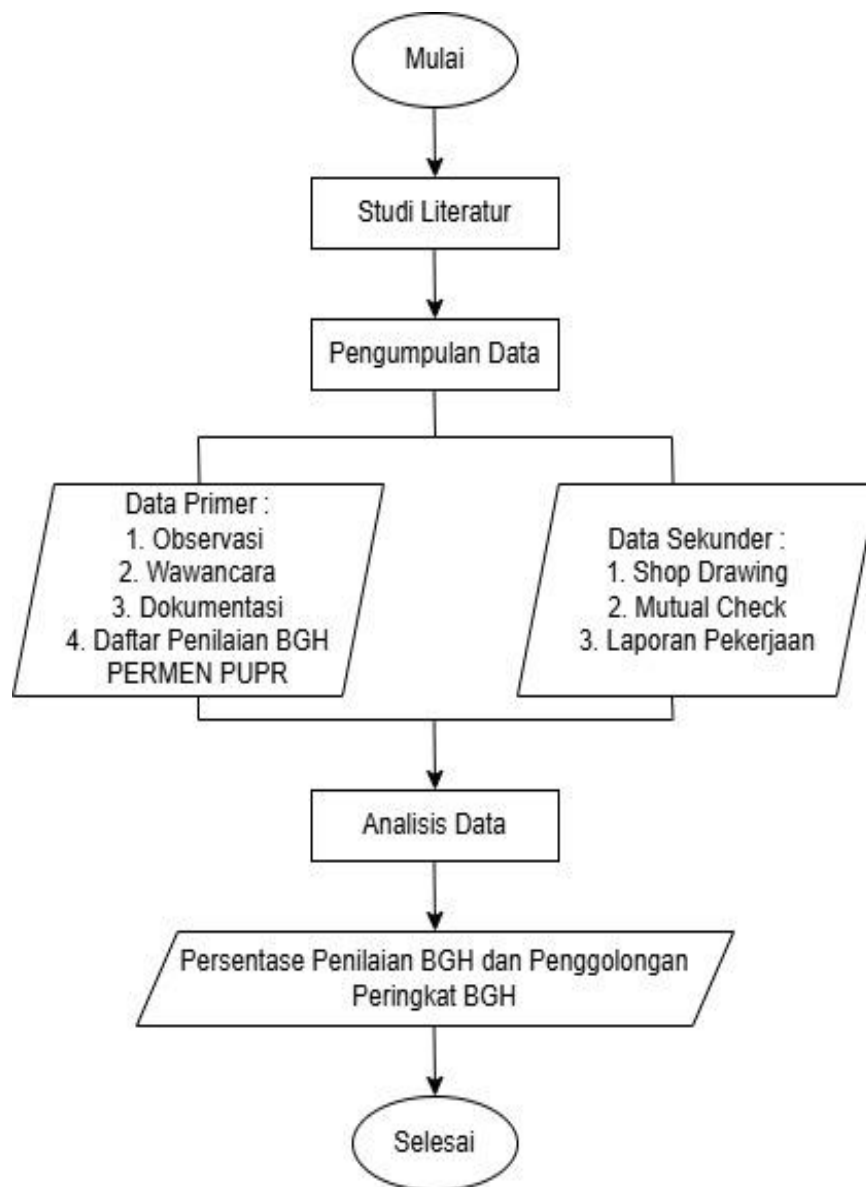 Mulai
Studi Literatur
Pengumpulan Data
Data Primer :
1. Observasi
2. Wawancara
3. Dokumentasi
4. Daftar Penilaian BGH
PERMEN PUPR
Data Sekunder :
1. Shop Drawing
2. Mutual Check
3. Laporan Pekerjaan
Analisis Data
Persentase Penilaian BGH dan Penggolongan
Peringkat BGH
Selesai